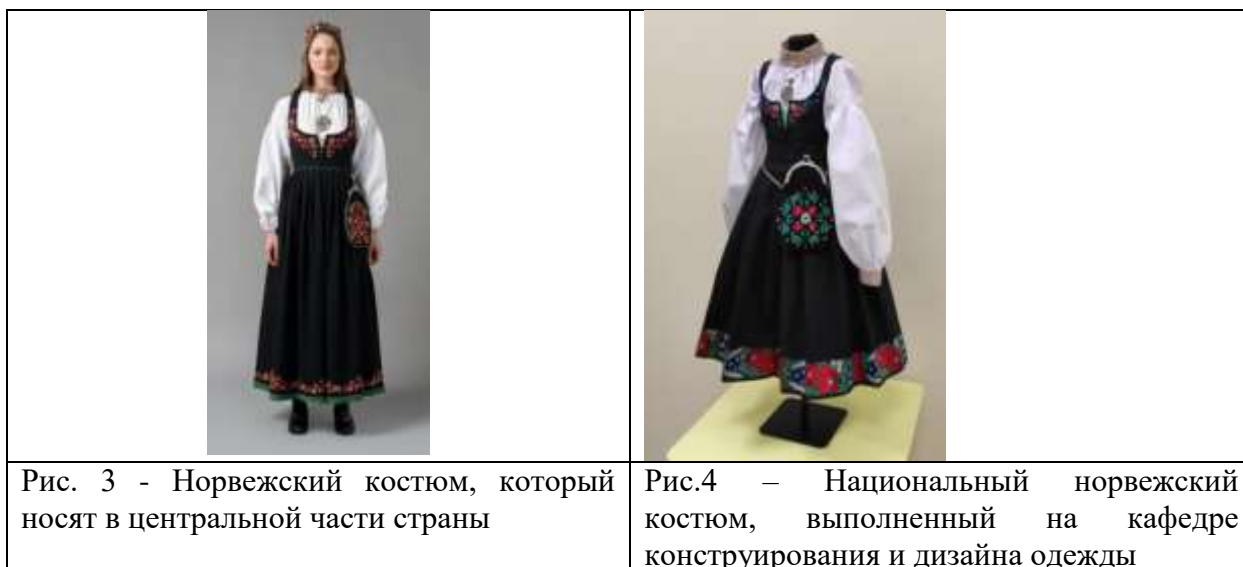 Рис. 3 - Норвежский костюм, который
носят в центральной части страны
Рис.4 – Национальный норвежский
костюм, выполненный на кафедре
конструирования и дизайна одежды